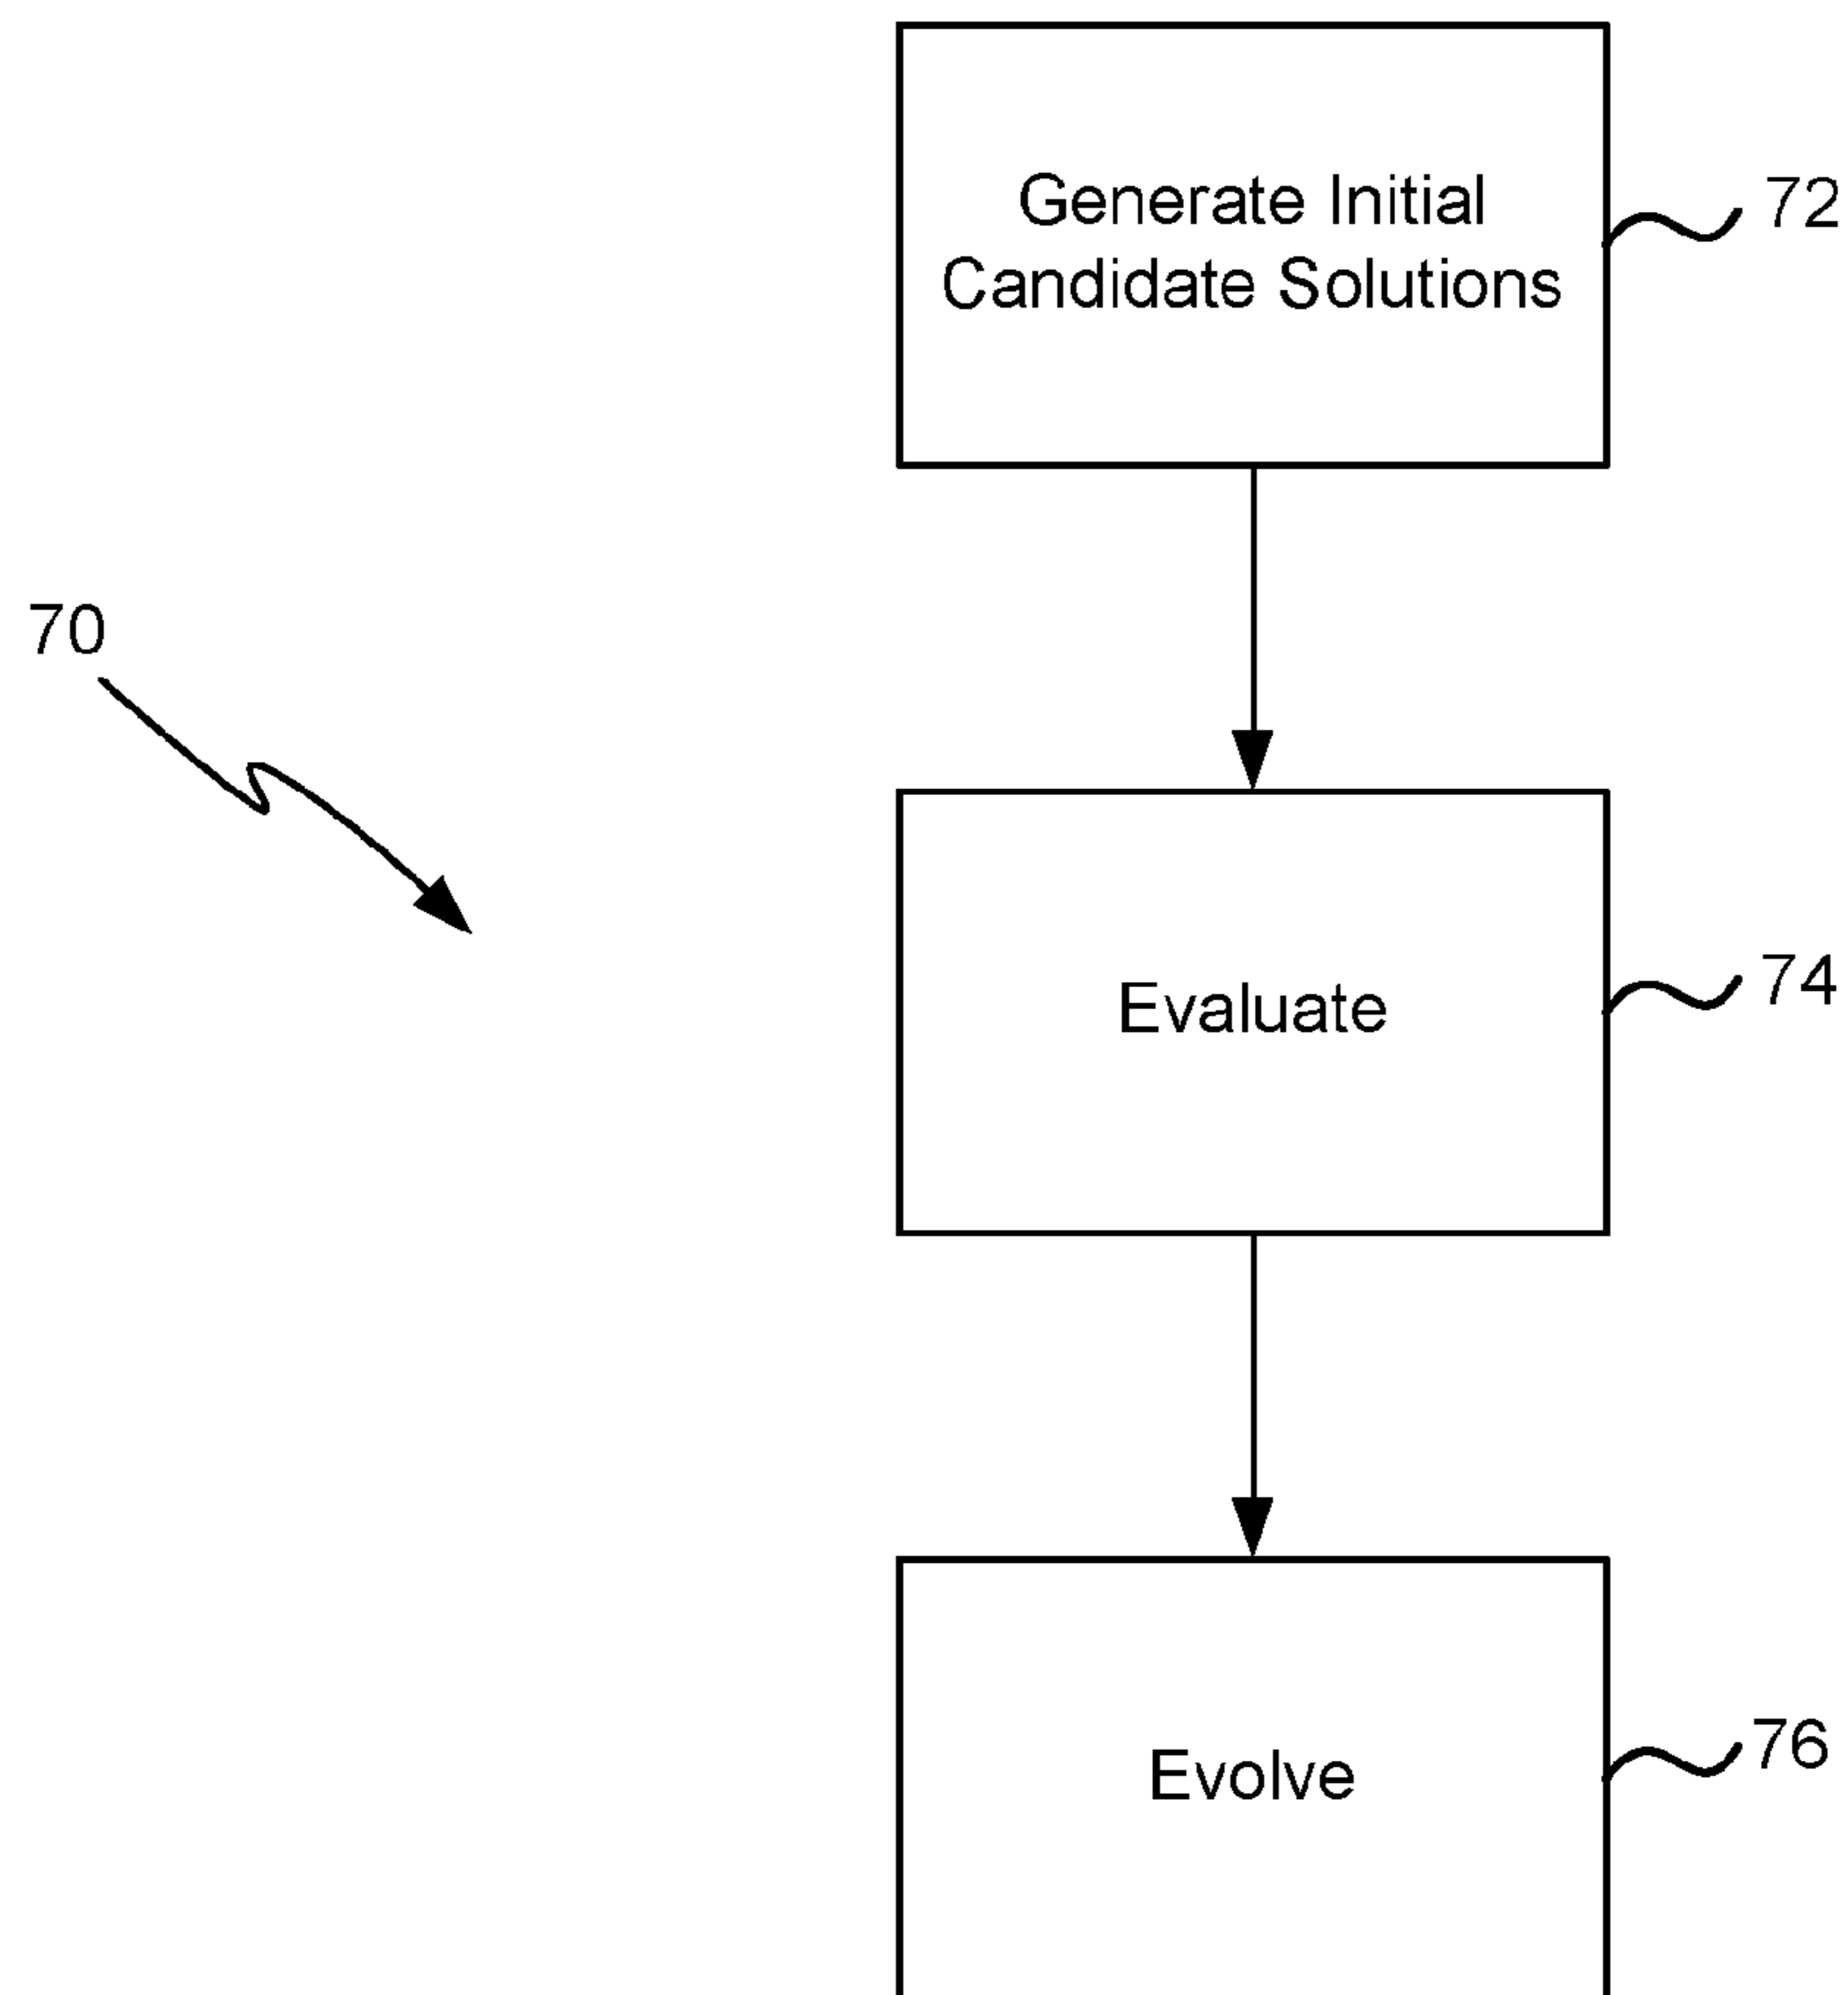 Generate Initial
Candidate Solutions
72
70
Evaluate
74
Evolve
76